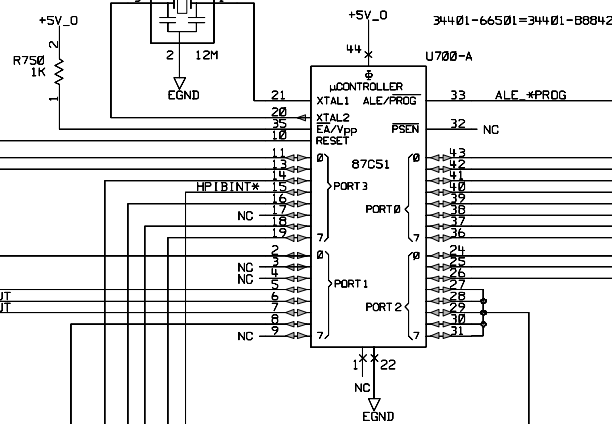 +5V_O
+5V_O
34401-66501=34401-B8842
2
R750
1K
1
2
12M
EGND
44
U700-A
Φ
µCONTROLLER
21
XTAL1
ALE/PROG
33
ALE_*PROG
20
XTAL2
35
EA/VPP
PSEN
32
NC
10
RESET
87C51
11
0
0
43
13
42
14
41
HPIBINT*
15
PORT3
40
16
39
NC
17
PORT0
38
18
37
19
7
7
36
2
0
0
24
NC
3
25
NC
4
26
5
PORT1
27
UT
6
28
UT
7
PORT2
29
8
30
NC
9
7
7
31
1
22
NC
EGND